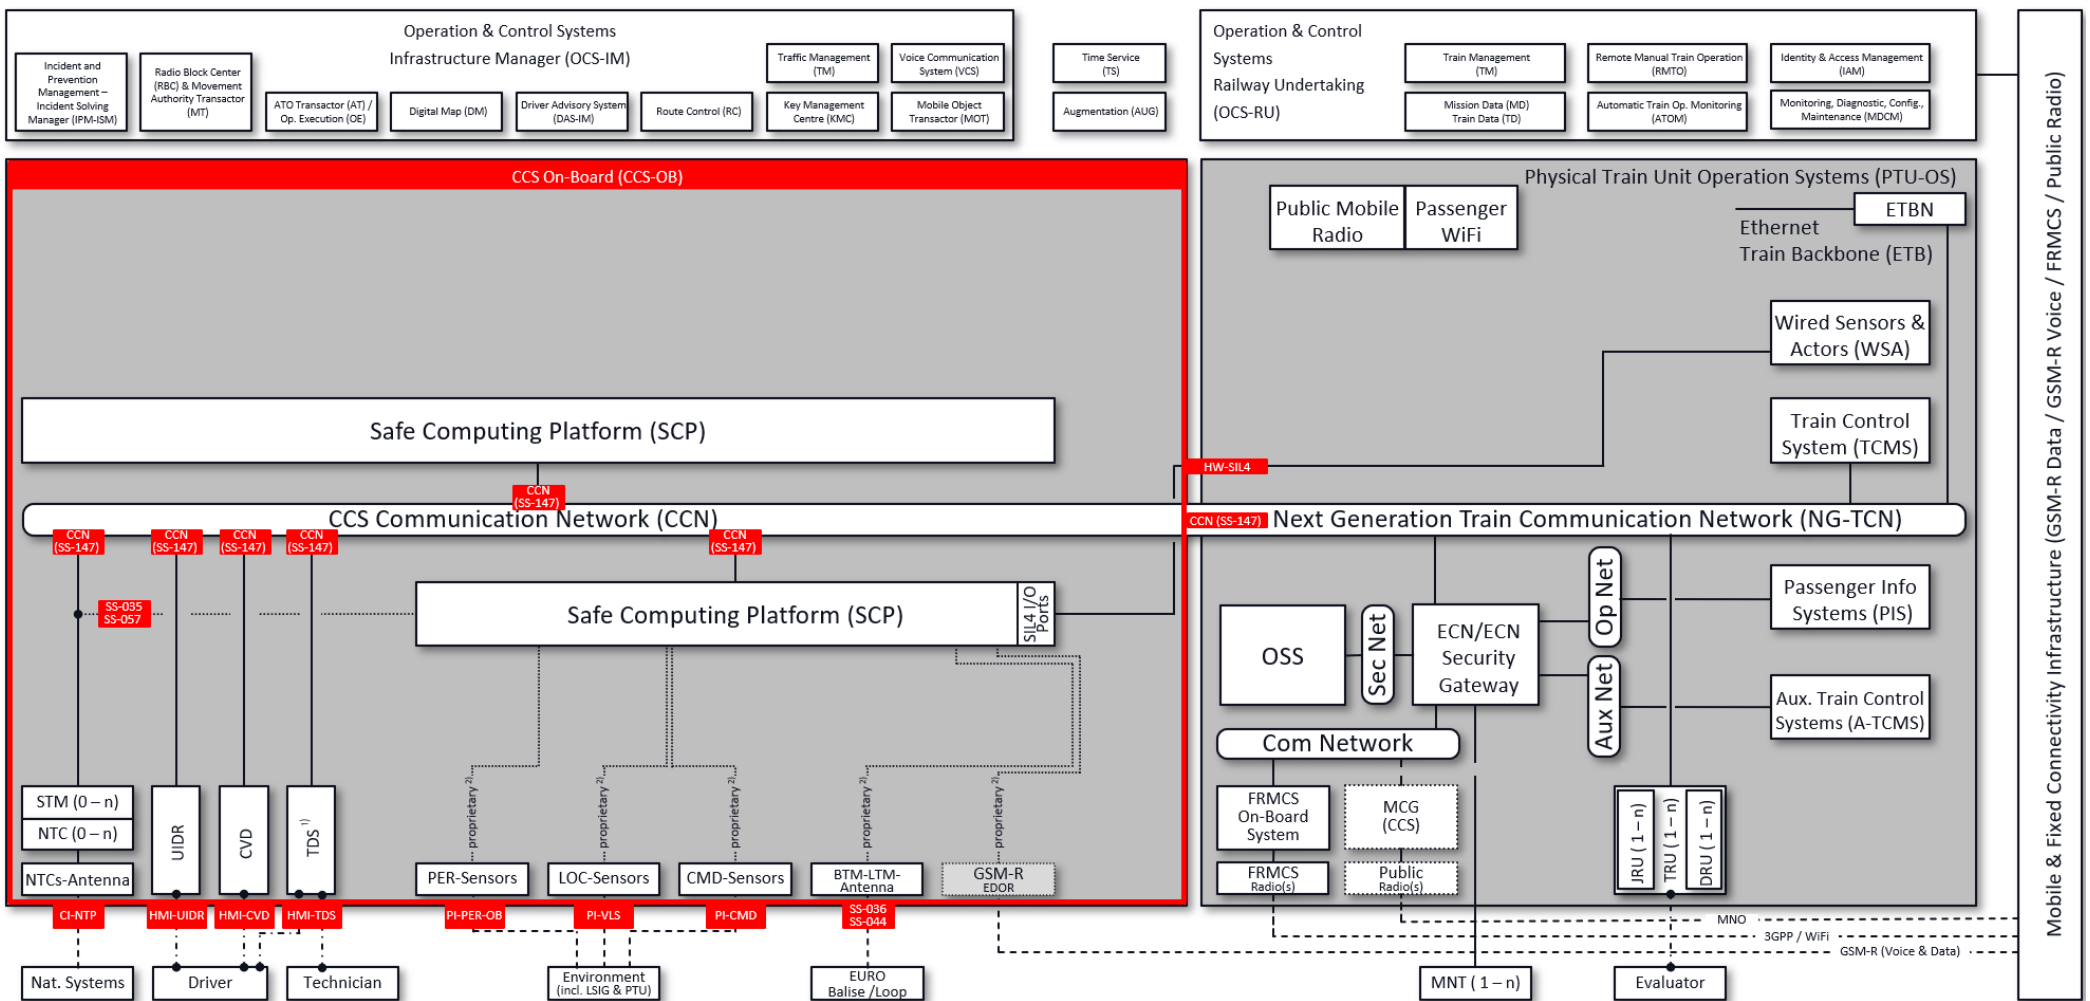 Operation & Control Systems
Infrastructure Manager (OCS-IM)
Incident and
Prevention
Management –
Incident Solving
Manager (IPM-ISM)
Radio Block Center
(RBC) & Movement
Authority Transactor
(MT)
ATO Transactor (AT) /
Op. Execution (OE)
Digital Map (DM)
Driver Advisory System
(DAS-IM)
Route Control (RC)
Traffic Management
(TM)
Key Management
Centre (KMC)
Voice Communication
System (VCS)
Mobile Object
Transactor (MOT)
Time Service
(TS)
Augmentation (AUG)
Operation & Control
Systems
Railway Undertaking
(OCS-RU)
Train Management
(TM)
Mission Data (MD)
Train Data (TD)
Remote Manual Train Operation
(RMTO)
Automatic Train Op. Monitoring
(ATOM)
Identity & Access Management
(IAM)
Monitoring, Diagnostic, Config.,
Maintenance (MDCM)
Mobile & Fixed Connectivity Infrastructure (GSM-R Data / GSM-R Voice / FRMCS / Public Radio)
CCS On-Board (CCS-OB)
Safe Computing Platform (SCP)
CCN
(SS-147)
CCS Communication Network (CCN)
CCN
(SS-147)
CCN
(SS-147)
CCN
(SS-147)
CCN
(SS-147)
CCN
(SS-147)
SS-035
SS-057
Safe Computing Platform (SCP)
SIL4 I/O
Ports
HW-SIL4
CCN (SS-147)
STM (0 – n)
NTC (0 – n)
NTCs-Antenna
UIDR
CVD
TDS 1)
proprietary 2)
proprietary 2)
proprietary 2)
proprietary 2)
proprietary 2)
PER-Sensors
LOC-Sensors
CMD-Sensors
BTM-LTM-
Antenna
GSM-R
EDOR
CI-NTP
HMI-UIDR
HMI-CVD
HMI-TDS
PI-PER-OB
PI-VLS
PI-CMD
SS-036
SS-044
Nat. Systems
Driver
Technician
Environment
(incl. LSIG & PTU)
EURO
Balise /Loop
Physical Train Unit Operation Systems (PTU-OS)
Public Mobile
Radio
Passenger
WiFi
ETBN
Ethernet
Train Backbone (ETB)
Wired Sensors &
Actors (WSA)
Train Control
System (TCMS)
Next Generation Train Communication Network (NG-TCN)
OSS
Sec Net
ECN/ECN
Security
Gateway
Op Net
Aux Net
Passenger Info
Systems (PIS)
Aux. Train Control
Systems (A-TCMS)
Com Network
FRMCS
On-Board
System
FRMCS
Radio(s)
MCG
(CCS)
Public
Radio(s)
JRU ( 1 – n)
TRU ( 1 – n)
DRU ( 1 – n)
MNO
3GPP / WiFi
GSM-R (Voice & Data)
MNT ( 1 – n)
Evaluator